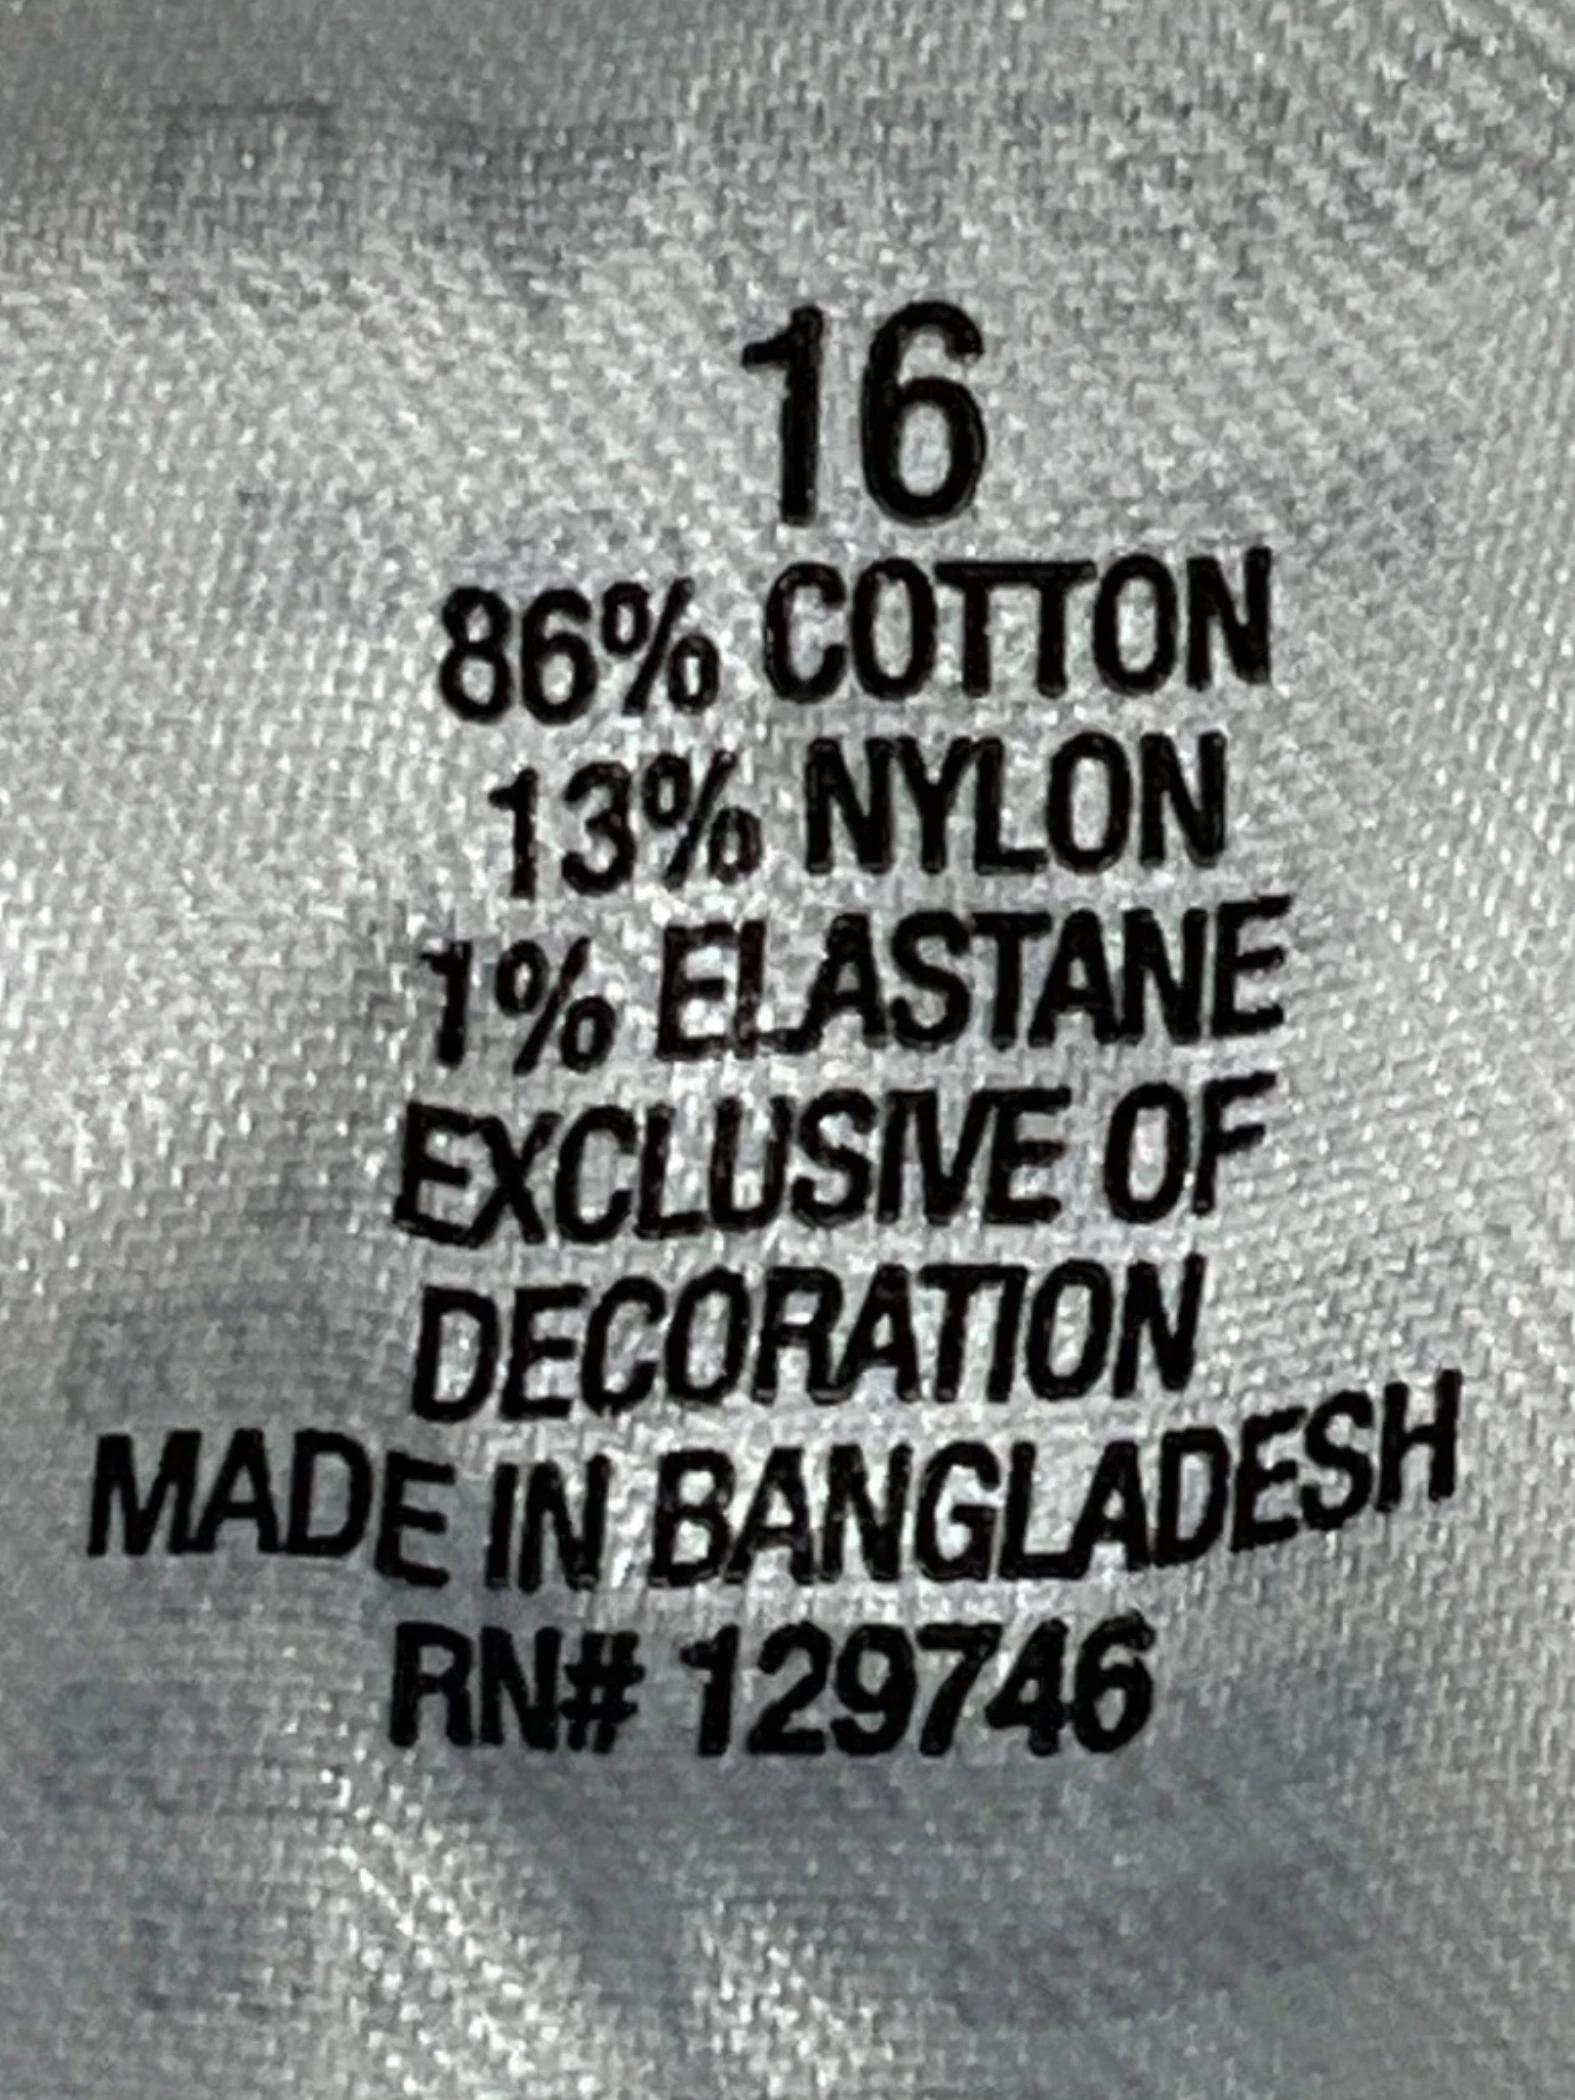 16
86% COTTON
13% NYLON
1% ELASTANE
EXCLUSIVE OF
DECORATION
MADE IN BANGLADESH
RN# 129746